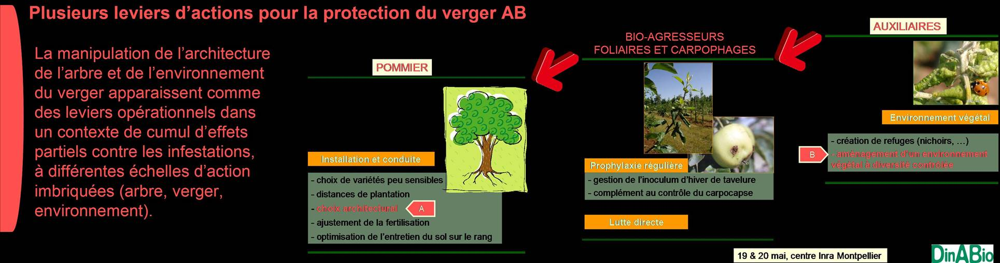 Plusieurs leviers d’actions pour la protection du verger AB
La manipulation de l’architecture
de l’arbre et de l’environnement
du verger apparaissent comme
des leviers opérationnels dans
un contexte de cumul d’effets
partiels contre les infestations,
à différentes échelles d’action
imbriquées (arbre, verger,
environnement).
POMMIER
Installation et conduite
- choix de variétés peu sensibles
- distances de plantation
- choix architectural
A
- ajustement de la fertilisation
- optimisation de l’entretien du sol sur le rang
BIO-AGRESSEURS
FOLIAIRES ET CARPOPHAGES
Prophylaxie régulière
- gestion de l’inoculum d’hiver de tavelure
- complément au contrôle du carpocapse
Lutte directe
AUXILIAIRES
Environnement végétal
- création de refuges (nichoirs, …)
B
- aménagement d’un environnement
végétal à diversité contrôlée
19 & 20 mai, centre Inra Montpellier
DinABio